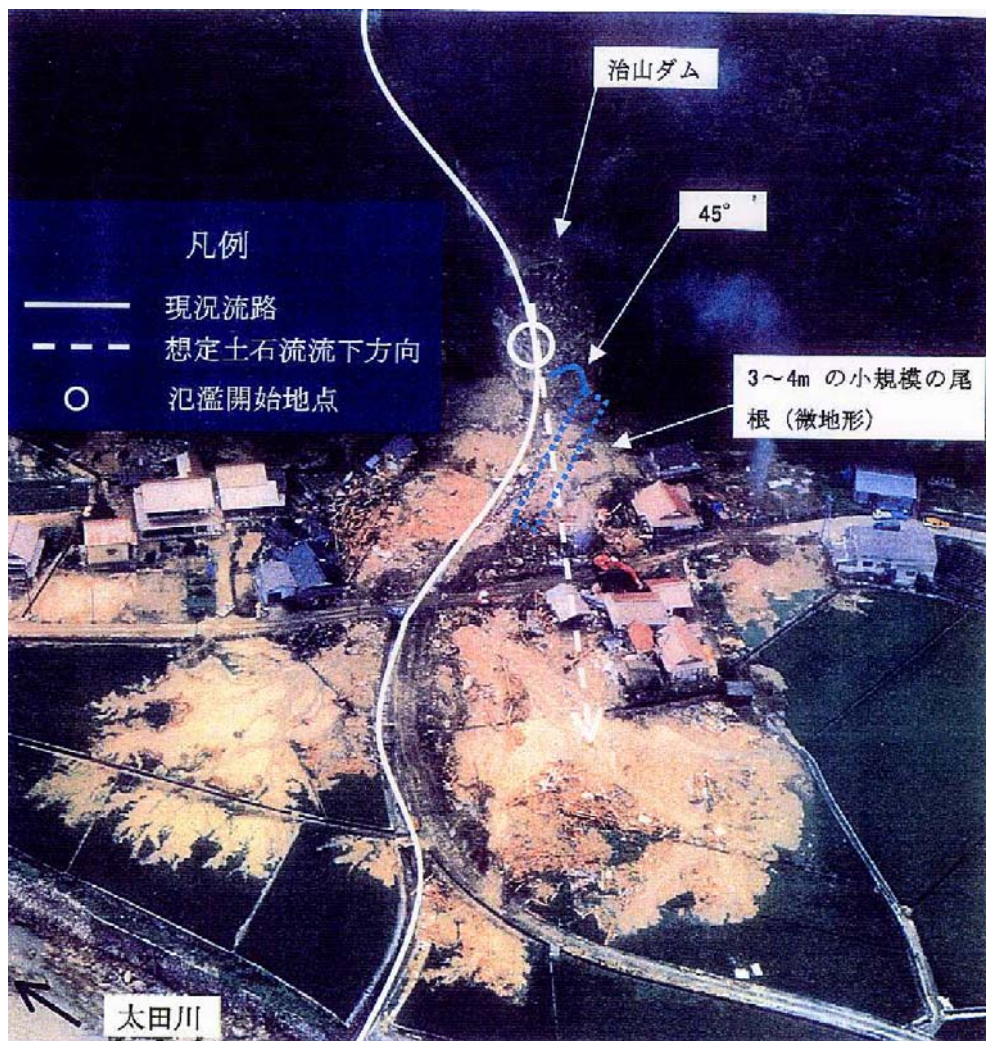 治山ダム
45°
凡例
現況流路
想定土石流流下方向
氾濫開始地点
3～4m の小規模の尾
根（微地形）
太田川